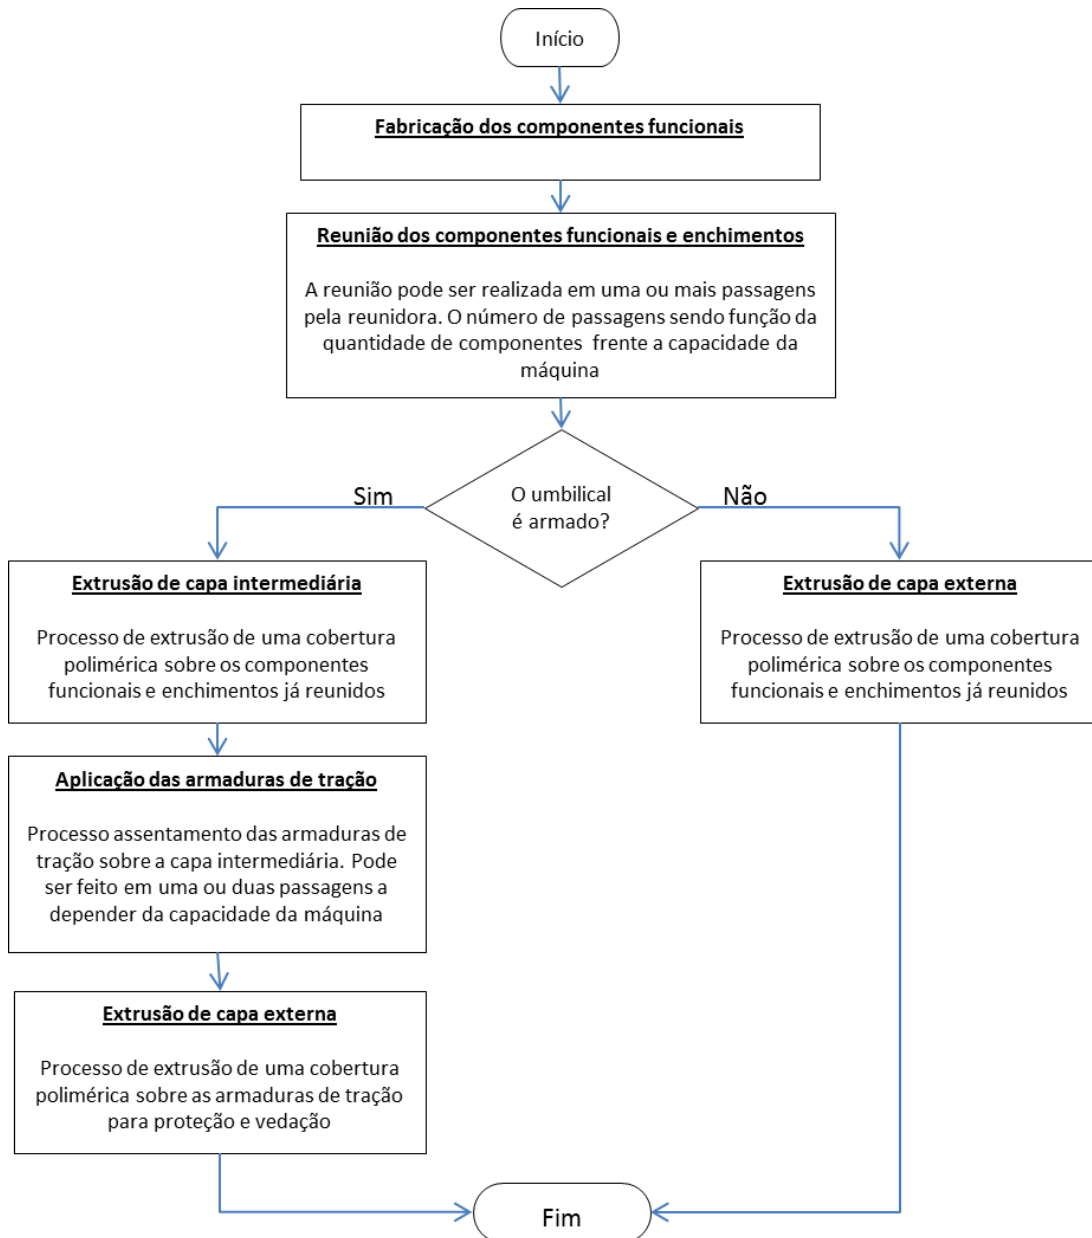 Início
Fabricação dos componentes funcionais
Reunião dos componentes funcionais e enchimentos
A reunião pode ser realizada em uma ou mais passagens
pela reunidora. O número de passagens sendo função da
quantidade de componentes frente a capacidade da
máquina
O umbilical
é armado?
Sim
Não
Extrusão de capa intermediária
Processo de extrusão de uma cobertura
polimérica sobre os componentes
funcionais e enchimentos já reunidos
Extrusão de capa externa
Processo de extrusão de uma cobertura
polimérica sobre os componentes
funcionais e enchimentos já reunidos
Aplicação das armaduras de tração
Processo assentamento das armaduras de
tração sobre a capa intermediária. Pode
ser feito em uma ou duas passagens a
depender da capacidade da máquina
Extrusão de capa externa
Processo de extrusão de uma cobertura
polimérica sobre as armaduras de tração
para proteção e vedação
Fim